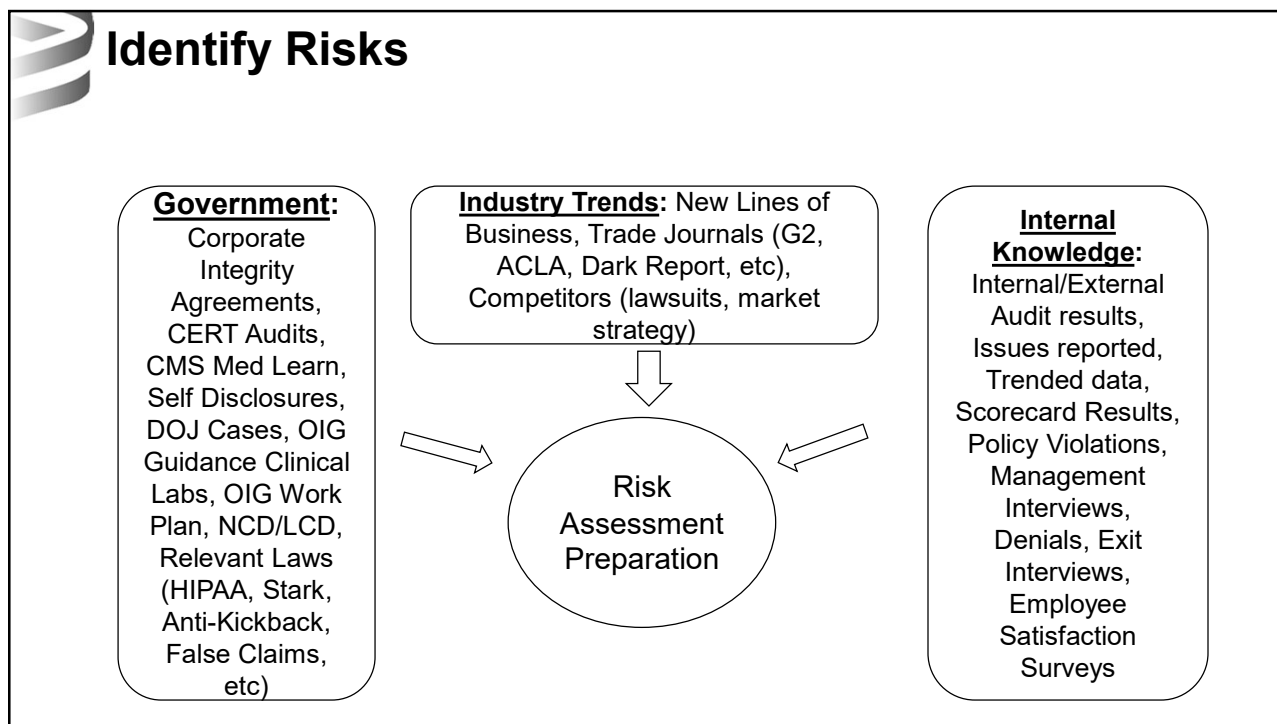 Identify Risks
Government:
Corporate
Integrity
Agreements,
CERT Audits,
CMS Med Learn,
Self Disclosures,
DOJ Cases, OIG
Guidance Clinical
Labs, OIG Work
Plan, NCD/LCD,
Relevant Laws
(HIPAA, Stark,
Anti-Kickback,
False Claims,
etc)
Industry Trends: New Lines of
Business, Trade Journals (G2,
ACLA, Dark Report, etc),
Competitors (lawsuits, market
strategy)
Internal
Knowledge:
Internal/External
Audit results,
Issues reported,
Trended data,
Scorecard Results,
Policy Violations,
Management
Interviews,
Denials, Exit
Interviews,
Employee
Satisfaction
Surveys
Risk
Assessment
Preparation